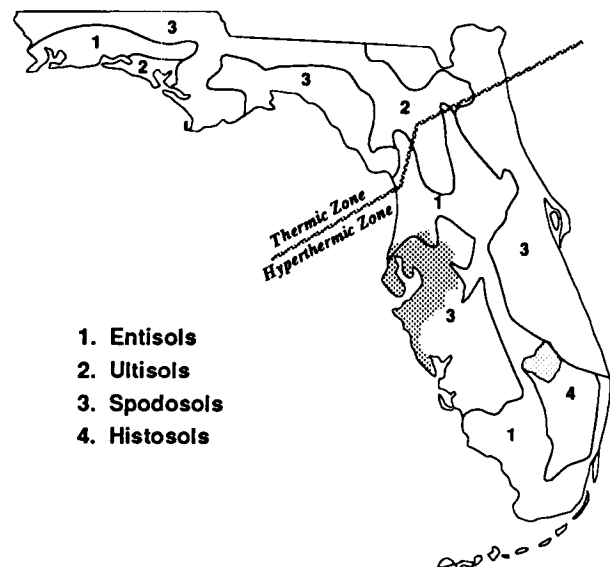 3
1
2
3
2
1
Thermic Zone
Hyperthermic Zone
3
3
4
1
1. Entisols
2. Ultisols
3. Spodosols
4. Histosols